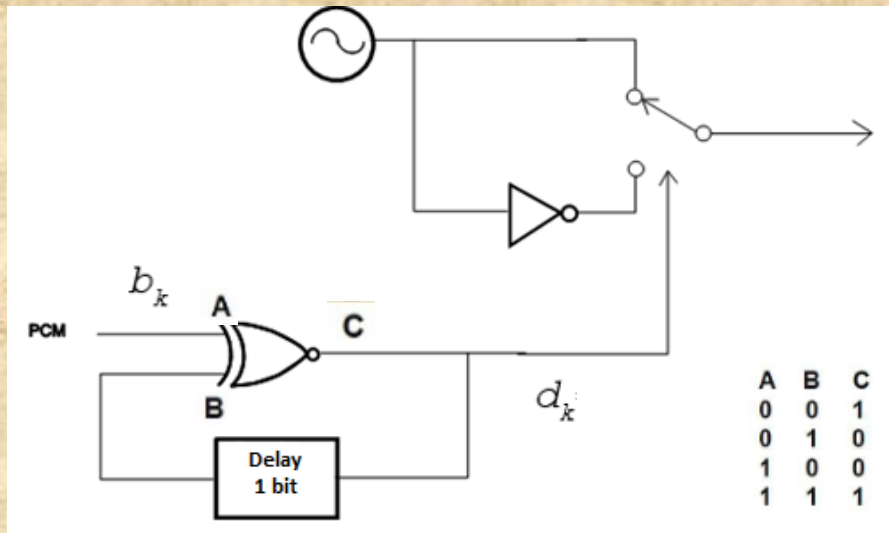 b_k
A
PCM
C
B
d_k
Delay
1 bit
A B C
0 0 1
0 1 0
1 0 0
1 1 1